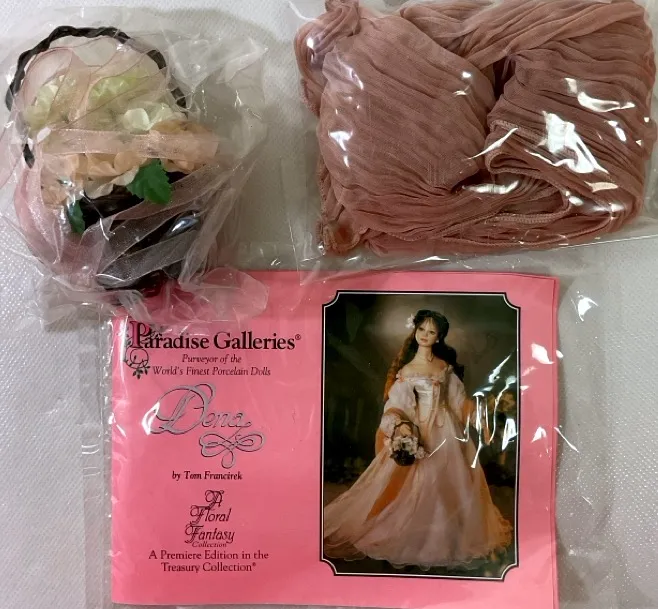 Paradise Galleries®
Purveyor of the
World's Finest Porcelain Dolls
Dena
by Tom Francirek
A
Floral
Fantasy
Collection
A Premiere Edition in the
Treasury Collection®